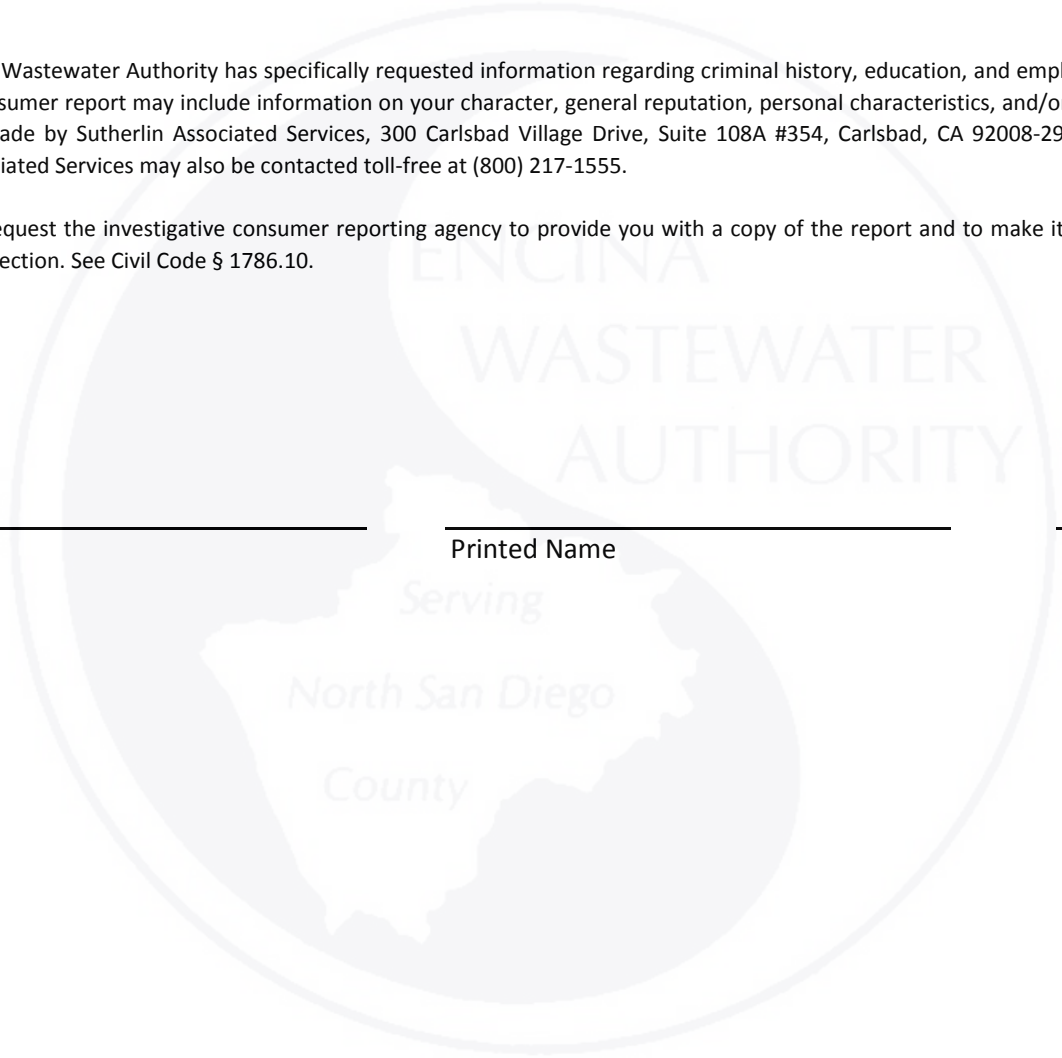 Wastewater Authority has specifically requested information regarding criminal history, education, and empl
sumer report may include information on your character, general reputation, personal characteristics, and/o
ade by Sutherlin Associated Services, 300 Carlsbad Village Drive, Suite 108A #354, Carlsbad, CA 92008-29
iated Services may also be contacted toll-free at (800) 217-1555.
equest the investigative consumer reporting agency to provide you with a copy of the report and to make it
ection. See Civil Code § 1786.10.
ENCINA
WASTEWATER
AUTHORITY
Printed Name
Serving
North San Diego
County